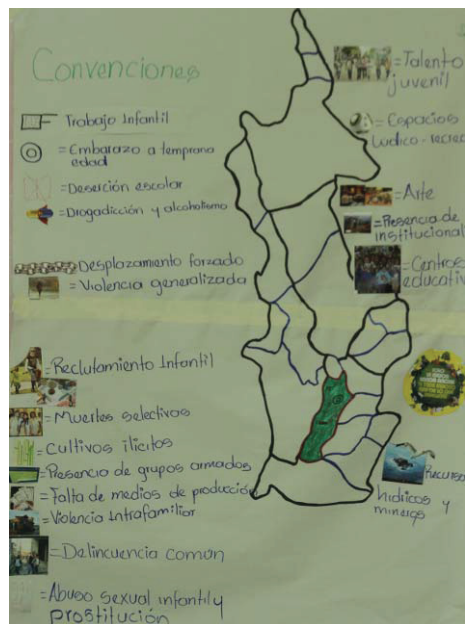 Convenciones
Trabajo Infantil
= Embarazo a temprana
edad
= Deserción escolar
= Drogadicción y alcoholismo
Desplazamiento forzado
= Violencia generalizada
= Reclutamiento Infantil
= Muertes selectivas
= Cultivos ilícitos
= Presencia de grupos armados
= Falta de medios de producción
= Violencia Intrafamiliar
= Delincuencia común
= Abuso sexual infantil y
prostitución
= Talento
juvenil
= Espacios
Ludico - recrea
= Arte
= Presencia de
institucional
= Centros
educativ
Recurso
hídricos y
mineros